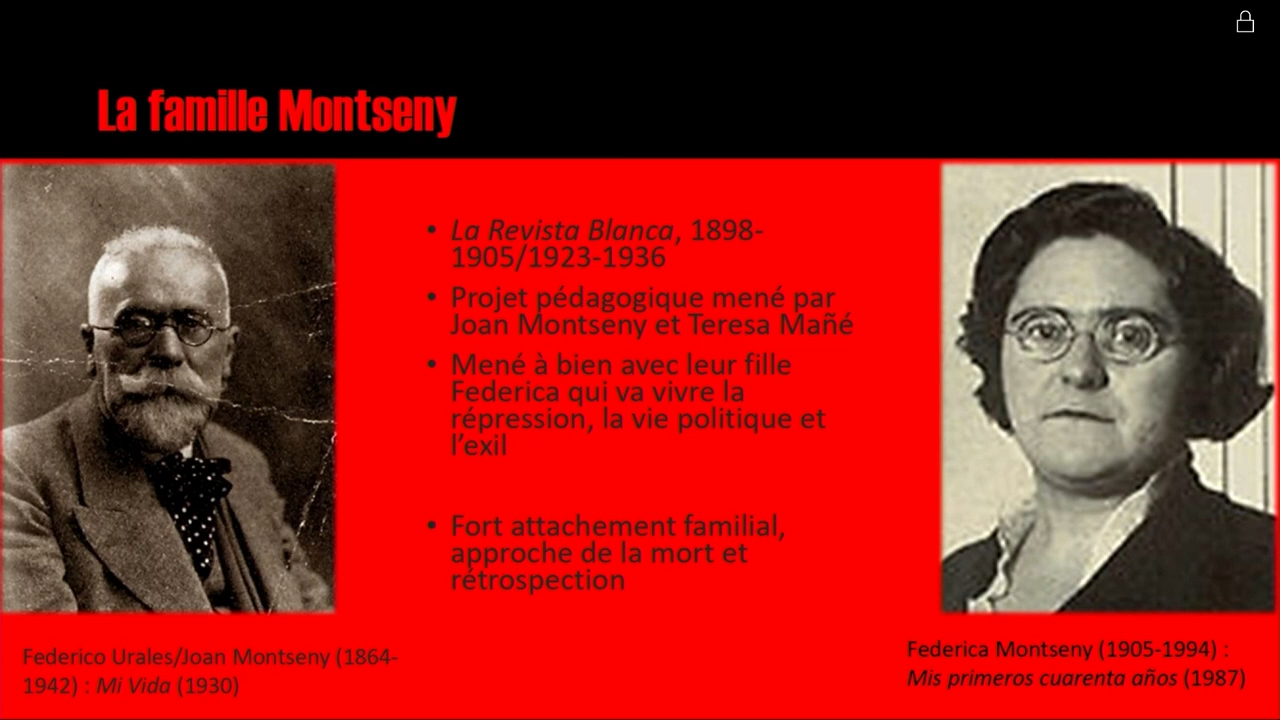 La famille Montseny
• La Revista Blanca, 1898-
1905/1923-1936
• Projet pédagogique mené par
Joan Montseny et Teresa Mañé
• Mené à bien avec leur fille
Federica qui va vivre la
répression, la vie politique et
l’exil
• Fort attachement familial,
approche de la mort et
rétrospection
Federico Urales/Joan Montseny (1864-
1942) : Mi Vida (1930)
Federica Montseny (1905-1994) :
Mis primeros cuarenta años (1987)